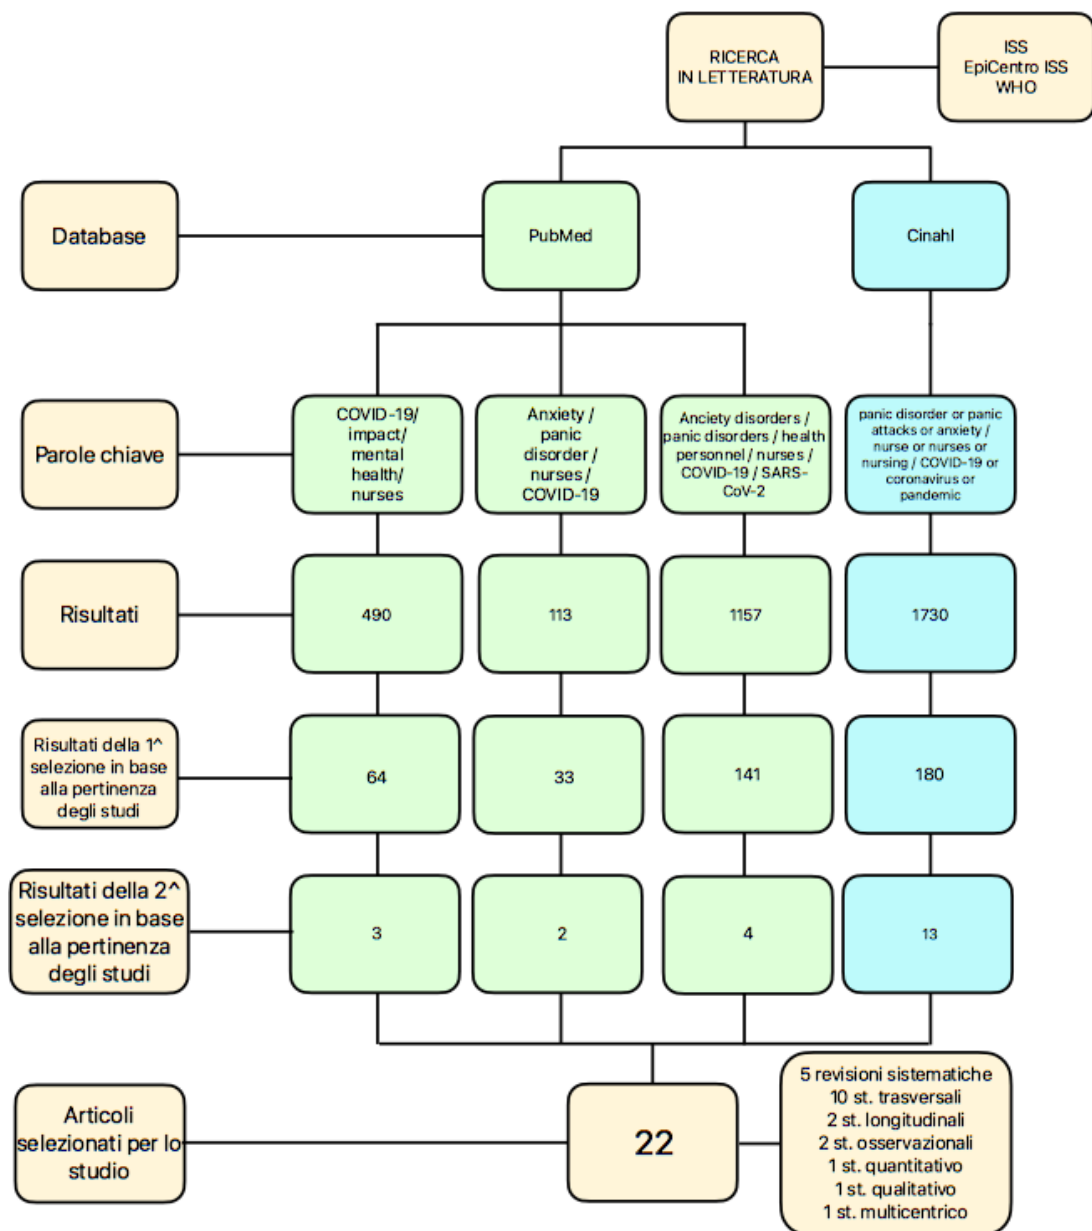 RICERCA
IN LETTERATURA
ISS
EpiCentro ISS
WHO
Database
PubMed
Cinahl
Parole chiave
COVID-19/
impact/
mental
health/
nurses
Anxiety /
panic
disorder /
nurses /
COVID-19
Anciety disorders /
panic disorders / health
personnel / nurses /
COVID-19 / SARS-
CoV-2
panic disorder or panic
attacks or anxiety /
nurse or nurses or
nursing / COVID-19 or
coronavirus or
pandemic
Risultati
490
113
1157
1730
Risultati della 1^
selezione in base
alla pertinenza
degli studi
64
33
141
180
Risultati della 2^
selezione in base
alla pertinenza
degli studi
3
2
4
13
Articoli
selezionati per lo
studio
22
5 revisioni sistematiche
10 st. trasversali
2 st. longitudinali
2 st. osservazionali
1 st. quantitativo
1 st. qualitativo
1 st. multicentrico